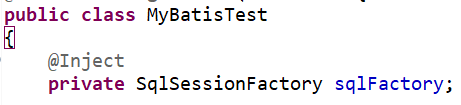 public class MyBatisTest
{
@Inject
private SqlSessionFactory sqlFactory;